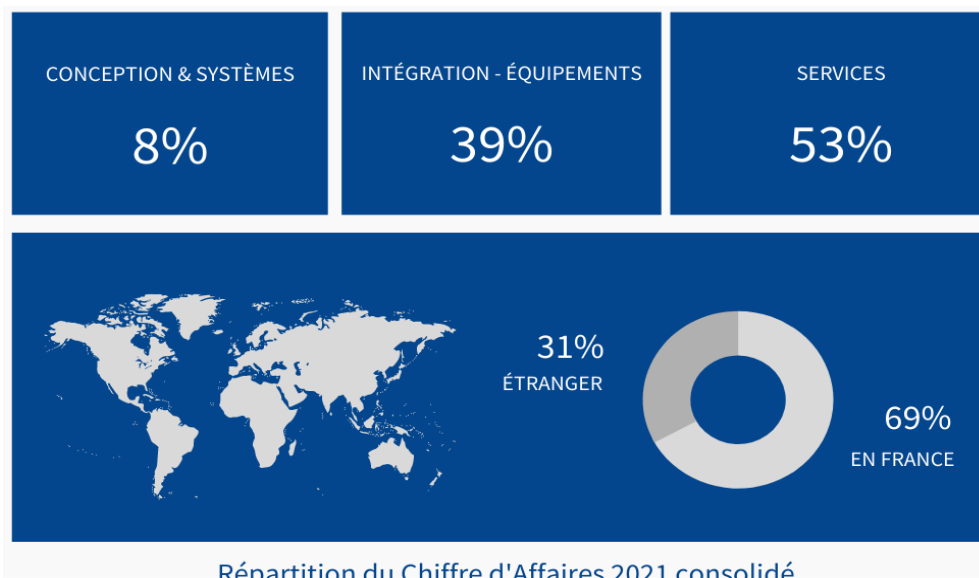 CONCEPTION & SYSTÈMES
8%
INTÉGRATION - ÉQUIPEMENTS
39%
SERVICES
53%
31%
ÉTRANGER
69%
EN FRANCE
Répartition du Chiffre d'Affaires 2021 consolidé